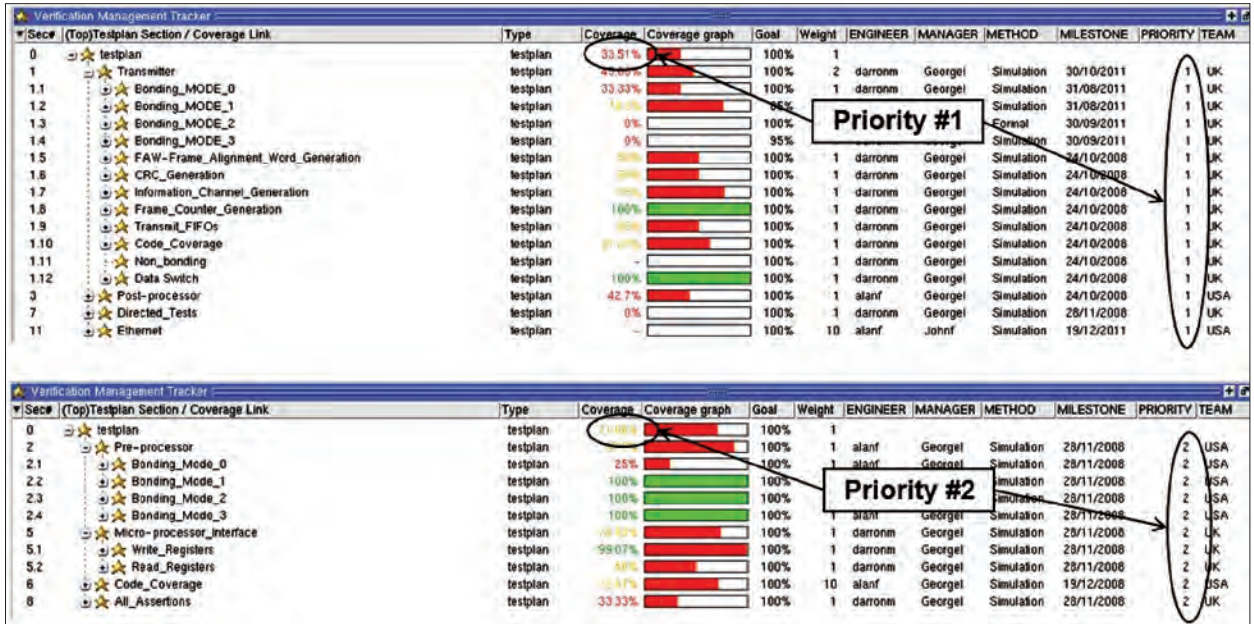 Verification Management Tracker
Sec# (Top)Testplan Section / Coverage Link Type Coverage Coverage graph Goal Weight ENGINEER MANAGER METHOD MILESTONE PRIORITY TEAM
0 testplan testplan 33.51% 100% 1
1 Transmitter testplan 100% 2 darronm Georgel Simulation 30/10/2011 1 UK
1.1 Bonding_MODE_0 testplan 33.33% 100% 1 darronm Georgel Simulation 31/08/2011 1 UK
1.2 Bonding_MODE_1 testplan Simulation 31/08/2011 1 UK
1.3 Bonding_MODE_2 testplan 0% 100% Formal 30/09/2011 1 UK
1.4 Bonding_MODE_3 testplan 0% 95% Simulation 30/09/2011 1 UK
Priority #1
1.5 FAW-Frame_Alignment_Word_Generation testplan 100% 1 darronm Georgel Simulation 24/10/2008 1 UK
1.6 CRC_Generation testplan 100% 1 darronm Georgel Simulation 24/10/2008 1 UK
1.7 Information_Channel_Generation testplan 100% 1 darronm Georgel Simulation 24/10/2008 1 UK
1.8 Frame_Counter_Generation testplan 100% 100% 1 darronm Georgel Simulation 24/10/2008 1 UK
1.9 Transmit_FIFOs testplan 100% 1 darronm Georgel Simulation 24/10/2008 1 UK
1.10 Code_Coverage testplan 100% 1 darronm Georgel Simulation 24/10/2008 1 UK
1.11 Non_bonding testplan - 100% 1 darronm Georgel Simulation 24/10/2008 1 UK
1.12 Data Switch testplan 100% 100% 1 darronm Georgel Simulation 24/10/2008 1 UK
3 Post-processor testplan 42.7% 100% 1 alanf Georgel Simulation 24/10/2008 1 USA
7 Directed_Tests testplan 0% 100% 1 darronm Georgel Simulation 28/11/2008 1 UK
11 Ethernet testplan - 100% 10 alanf Johnf Simulation 19/12/2011 1 USA
Verification Management Tracker
Sec# (Top)Testplan Section / Coverage Link Type Coverage Coverage graph Goal Weight ENGINEER MANAGER METHOD MILESTONE PRIORITY TEAM
0 testplan testplan 100% 1
2 Pre-processor testplan 100% 1 alanf Georgel Simulation 28/11/2008 2 USA
2.1 Bonding_Mode_0 testplan 25% 100% 1 alanf Georgel Simulation 28/11/2008 2 USA
2.2 Bonding_Mode_1 testplan 100% 100% 28/11/2008 2 USA
2.3 Bonding_Mode_2 testplan 100% 100% Simulation 28/11/2008 2 USA
2.4 Bonding_Mode_3 testplan 100% 100% 1 alanf Georgel Simulation 28/11/2008 2 USA
Priority #2
5 Micro-processor_Interface testplan 100% 1 darronm Georgel Simulation 28/11/2008 2 UK
5.1 Write_Registers testplan 99.07% 100% 1 darronm Georgel Simulation 28/11/2008 2 UK
5.2 Read_Registers testplan 100% 1 darronm Georgel Simulation 28/11/2008 2 UK
6 Code_Coverage testplan 100% 10 alanf Georgel Simulation 19/12/2008 2 USA
8 All_Assertions testplan 33.33% 100% 1 darronm Georgel Simulation 28/11/2008 2 UK